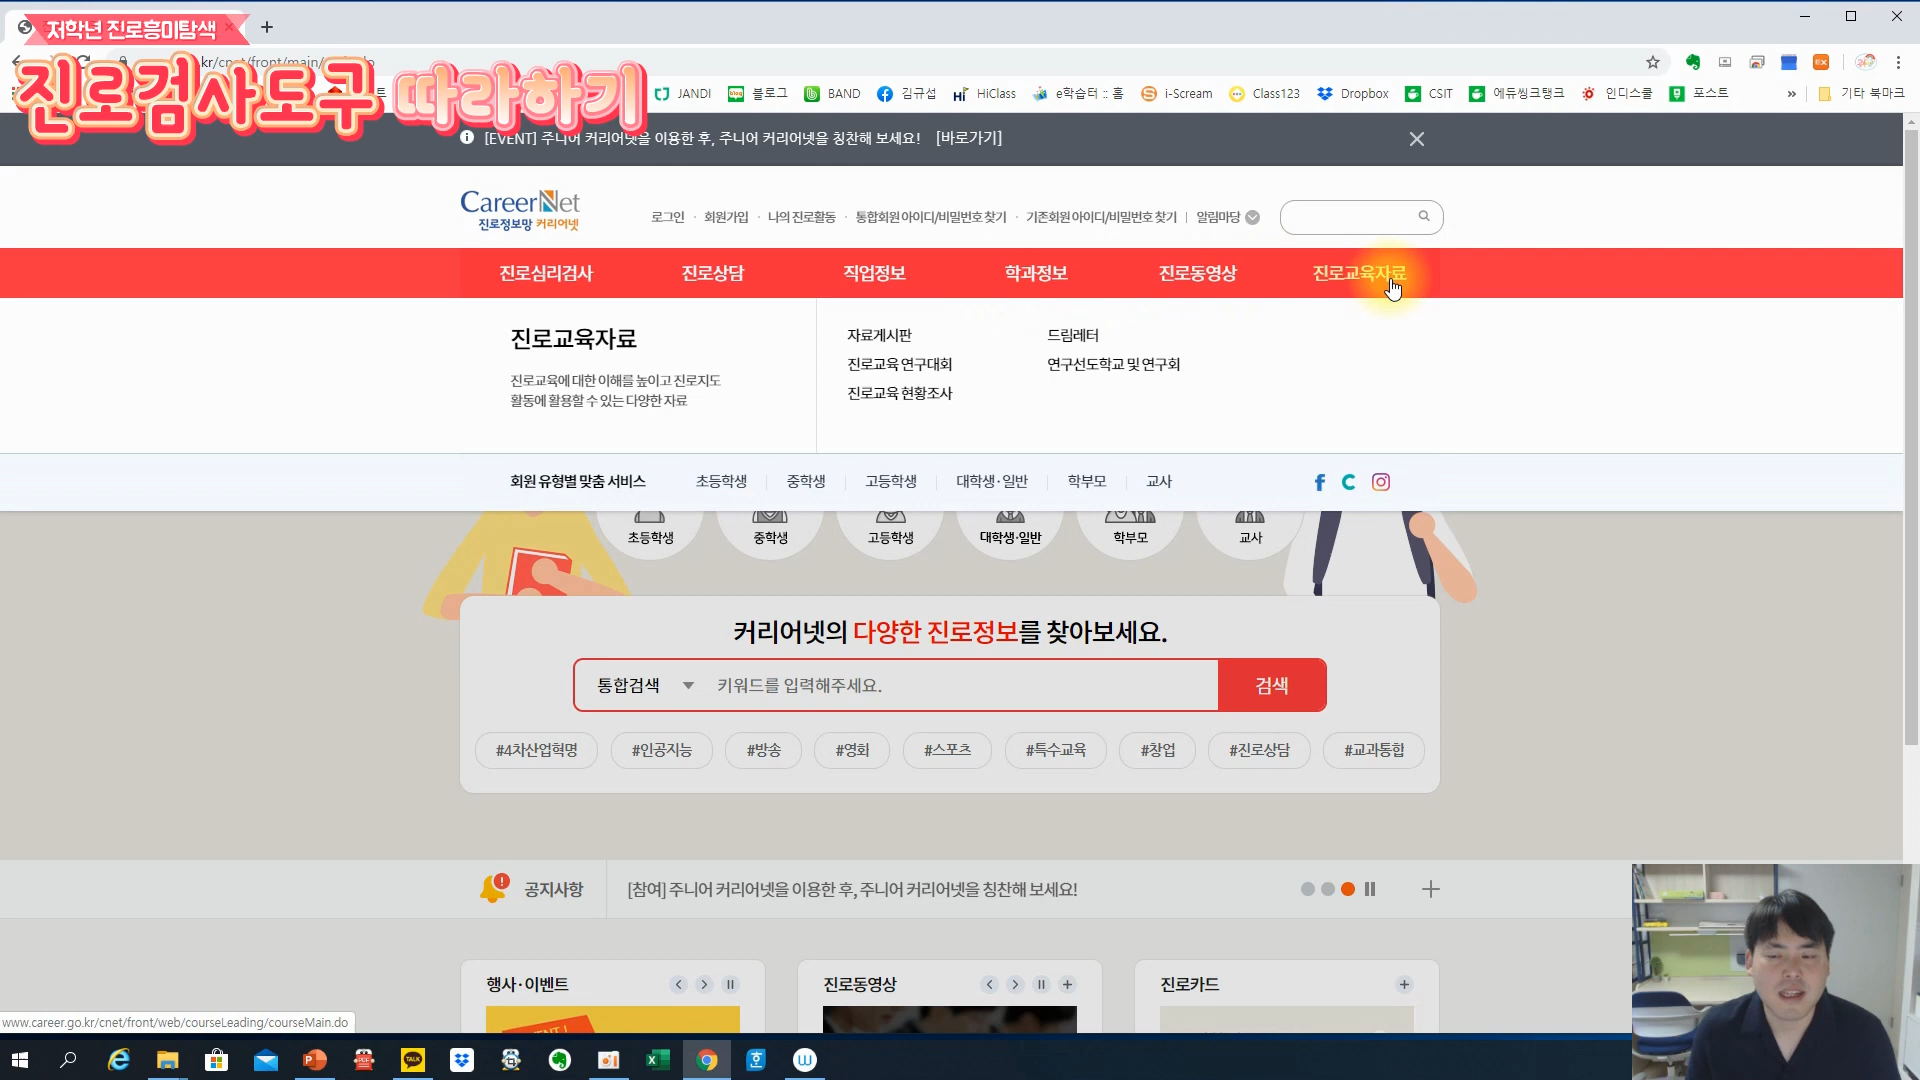 저학년 진로흥미탐색
진로검사도구 따라하기
kr/cnet/front/main/
JANDI
블로그
BAND
김규섭
HiClass
e학습터 :: 홈
i-Scream
Class123
Dropbox
CSIT
에듀씽크탱크
인디스쿨
포스트
»
기타 북마크
[EVENT] 주니어 커리어넷을 이용한 후, 주니어 커리어넷을 칭찬해 보세요! [바로가기]
CareerNet
진로정보망 커리어넷
로그인 · 회원가입 · 나의 진로활동 · 통합회원 아이디/비밀번호 찾기 · 기존회원 아이디/비밀번호 찾기 | 알림마당
진로심리검사
진로상담
직업정보
학과정보
진로동영상
진로교육자료
진로교육자료
진로교육에 대한 이해를 높이고 진로지도
활동에 활용할 수 있는 다양한 자료
자료게시판
드림레터
진로교육 연구대회
연구선도학교 및 연구회
진로교육 현황조사
회원 유형별 맞춤 서비스
초등학생
중학생
고등학생
대학생·일반
학부모
교사
초등학생
중학생
고등학생
대학생·일반
학부모
교사
커리어넷의 다양한 진로정보를 찾아보세요.
통합검색
키워드를 입력해주세요.
검색
#4차산업혁명
#인공지능
#방송
#영화
#스포츠
#특수교육
#창업
#진로상담
#교과통합
공지사항
[참여] 주니어 커리어넷을 이용한 후, 주니어 커리어넷을 칭찬해 보세요!
행사·이벤트
진로동영상
진로카드
www.career.go.kr/cnet/front/web/courseLeading/courseMain.do